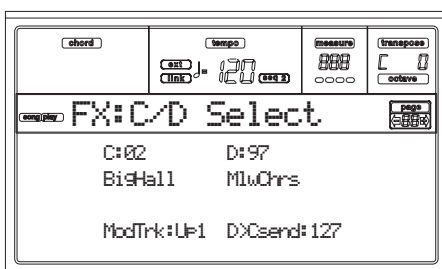 chord tempo measure transpose
ext link 120 seq 2 888 C 0
octave
song play FX:C/D Select page
88
C:02 D:97
BigHall MlwChrs
ModTrk:UP1 D>Csend:127